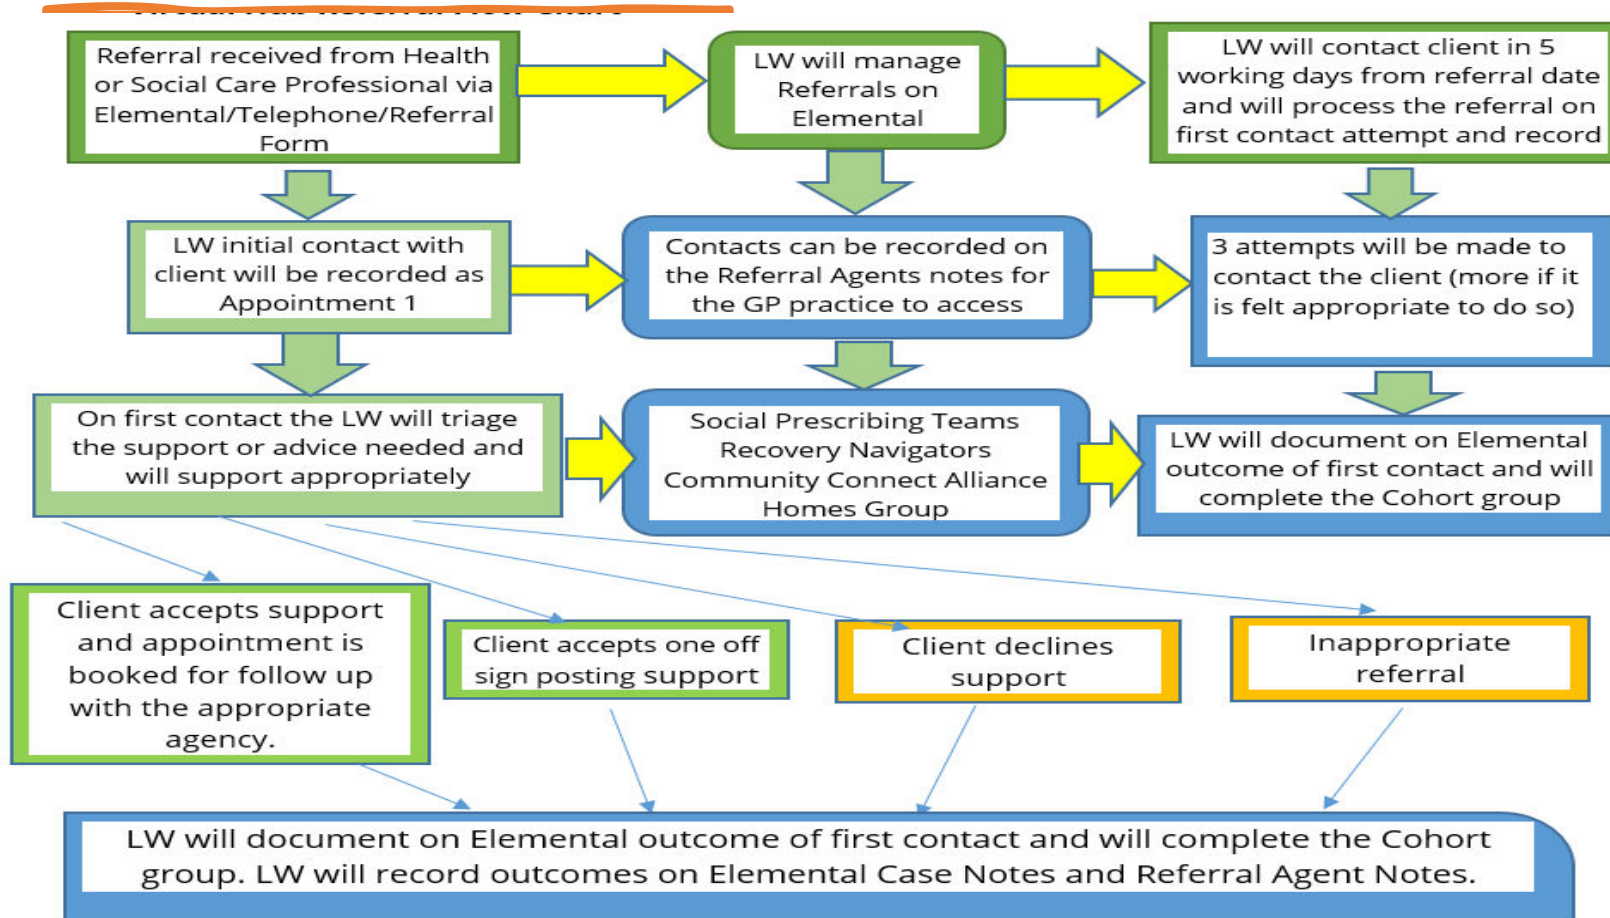 Referral received from Health
or Social Care Professional via
Elemental/Telephone/Referral
Form
LW will manage
Referrals on
Elemental
LW will contact client in 5
working days from referral date
and will process the referral on
first contact attempt and record
LW initial contact with
client will be recorded as
Appointment 1
Contacts can be recorded on
the Referral Agents notes for
the GP practice to access
3 attempts will be made to
contact the client (more if it
is felt appropriate to do so)
On first contact the LW will triage
the support or advice needed and
will support appropriately
Social Prescribing Teams
Recovery Navigators
Community Connect Alliance
Homes Group
LW will document on Elemental
outcome of first contact and will
complete the Cohort group
Client accepts support
and appointment is
booked for follow up
with the appropriate
agency.
Client accepts one off
sign posting support
Client declines
support
Inappropriate
referral
LW will document on Elemental outcome of first contact and will complete the Cohort
group. LW will record outcomes on Elemental Case Notes and Referral Agent Notes.